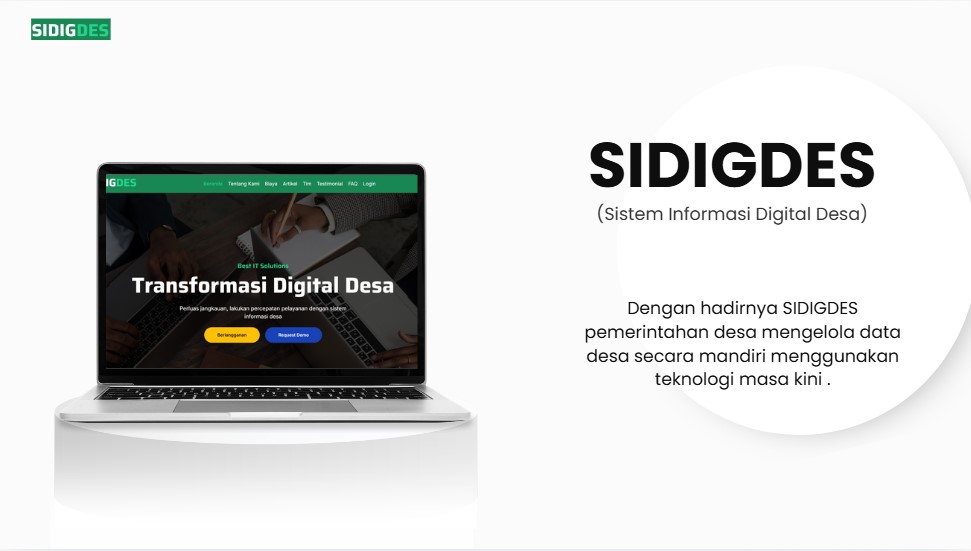 SIDIGDES
SIDIGDES
(Sistem Informasi Digital Desa)
Dengan hadirnya SIDIGDES
pemerintahan desa mengelola data
desa secara mandiri menggunakan
teknologi masa kini .
IGDES
Beranda Tentang Kami Biaya Artikel Tim Testimonial FAQ Login
Best IT Solutions
Transformasi Digital Desa
Perluas jangkauan, lakukan percepatan pelayanan dengan sistem
informasi desa
Berlangganan Request Demo